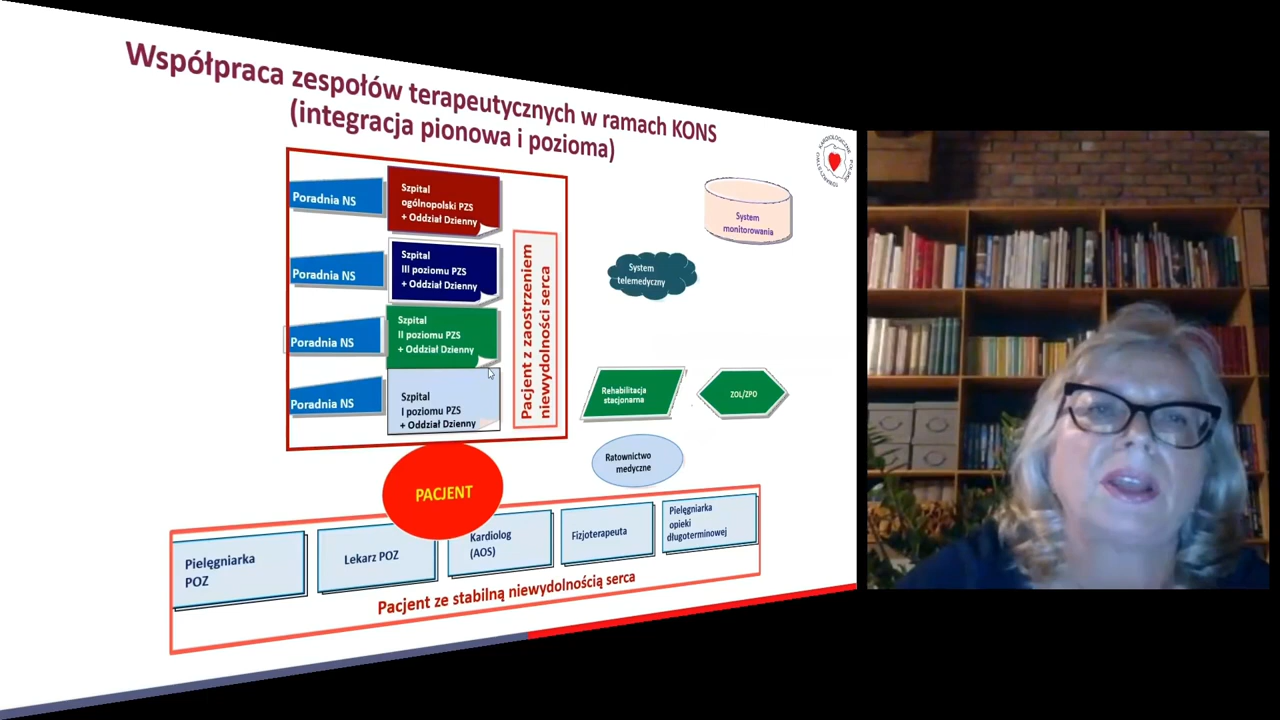 Współpraca zespołów terapeutycznych w ramach KONS
(integracja pionowa i pozioma)
KARDIOLOGICZNE
POLSKIE
TOWARZYSTWO
Poradnia NS
Szpital
ogólnopolski PZS
+ Oddział Dzienny
Poradnia NS
Szpital
III poziomu PZS
+ Oddział Dzienny
Poradnia NS
Szpital
II poziomu PZS
+ Oddział Dzienny
Poradnia NS
Szpital
I poziomu PZS
+ Oddział Dzienny
Pacjent z zaostrzeniem
niewydolności serca
System
monitorowania
System
telemedyczny
Rehabilitacja
stacjonarna
ZOL/ZPO
Ratownictwo
medyczne
PACJENT
Pielęgniarka
POZ
Lekarz POZ
Kardiolog
(AOS)
Fizjoterapeuta
Pielęgniarka
opieki
długoterminowej
Pacjent ze stabilną niewydolnością serca